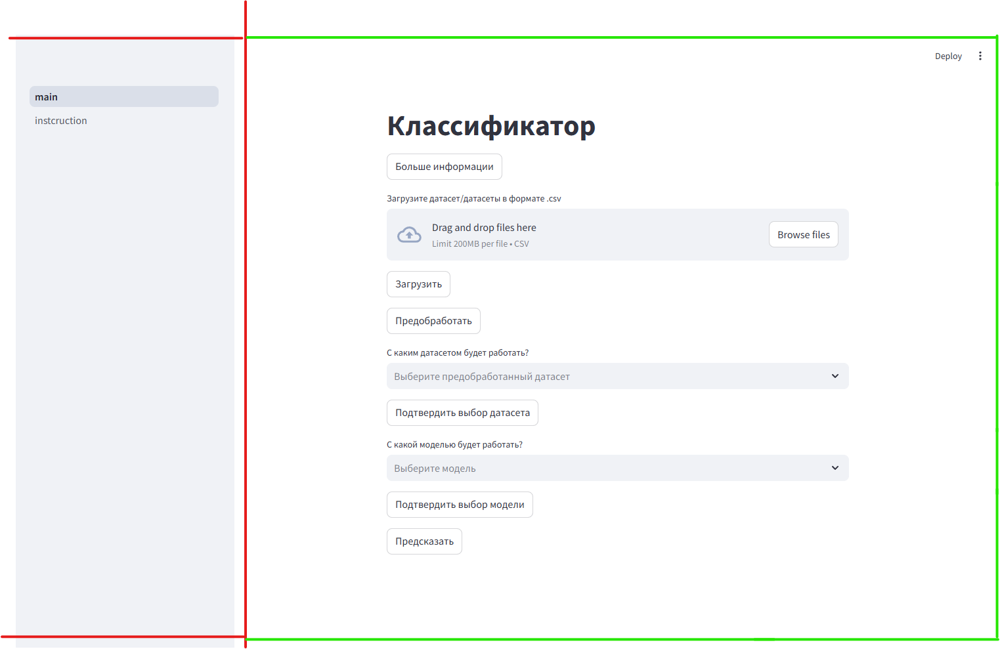 Deploy
main
instcruction
Классификатор
Больше информации
Загрузите датасет/датасеты в формате .csv
Drag and drop files here
Limit 200MB per file • CSV
Browse files
Загрузить
Предобработать
С каким датасетом будет работать?
Выберите предобработанный датасет
Подтвердить выбор датасета
С какой моделью будет работать?
Выберите модель
Подтвердить выбор модели
Предсказать